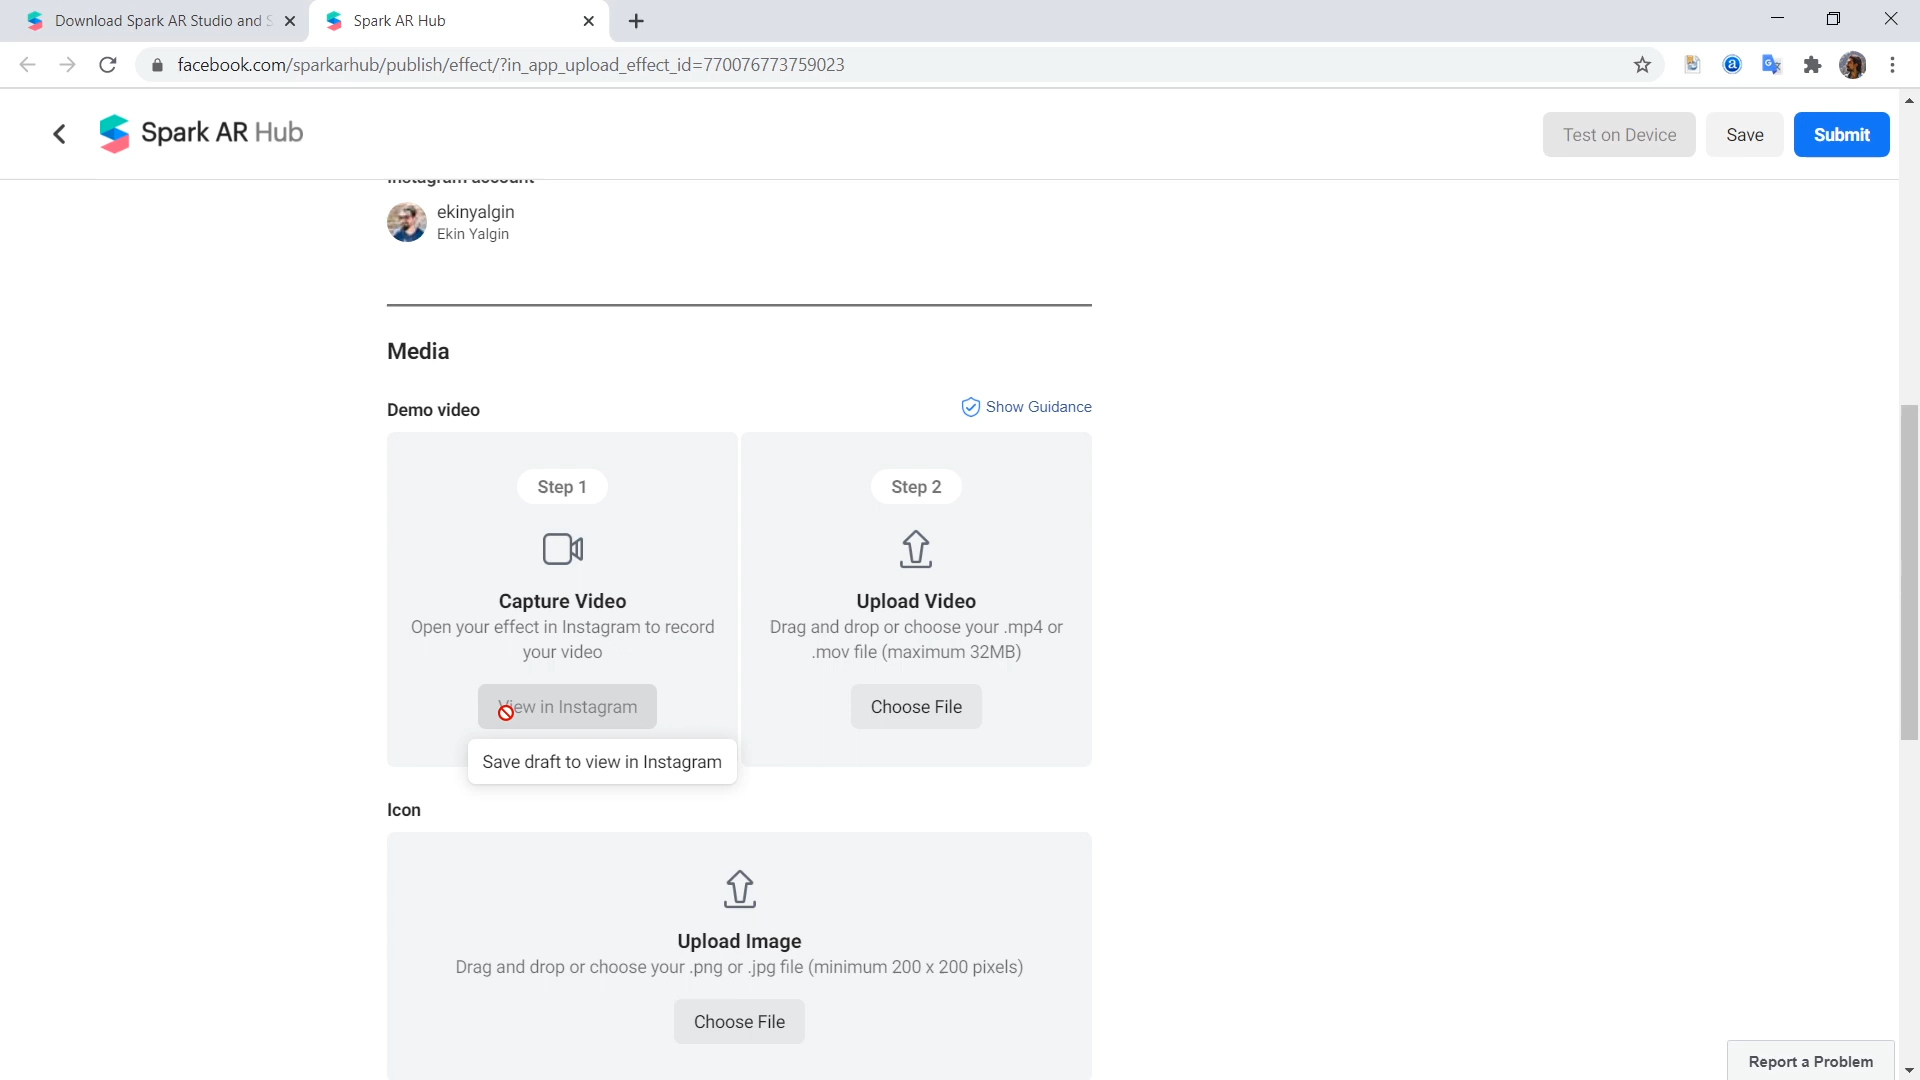 Download Spark AR Studio and S
Spark AR Hub
facebook.com/sparkarhub/publish/effect/?in_app_upload_effect_id=770076773759023
Spark AR Hub
Test on Device
Save
Submit
Instagram account
ekinyalgin
Ekin Yalgin
Media
Demo video
Show Guidance
Step 1
Capture Video
Open your effect in Instagram to record
your video
View in Instagram
Save draft to view in Instagram
Step 2
Upload Video
Drag and drop or choose your .mp4 or
.mov file (maximum 32MB)
Choose File
Icon
Upload Image
Drag and drop or choose your .png or .jpg file (minimum 200 x 200 pixels)
Choose File
Report a Problem